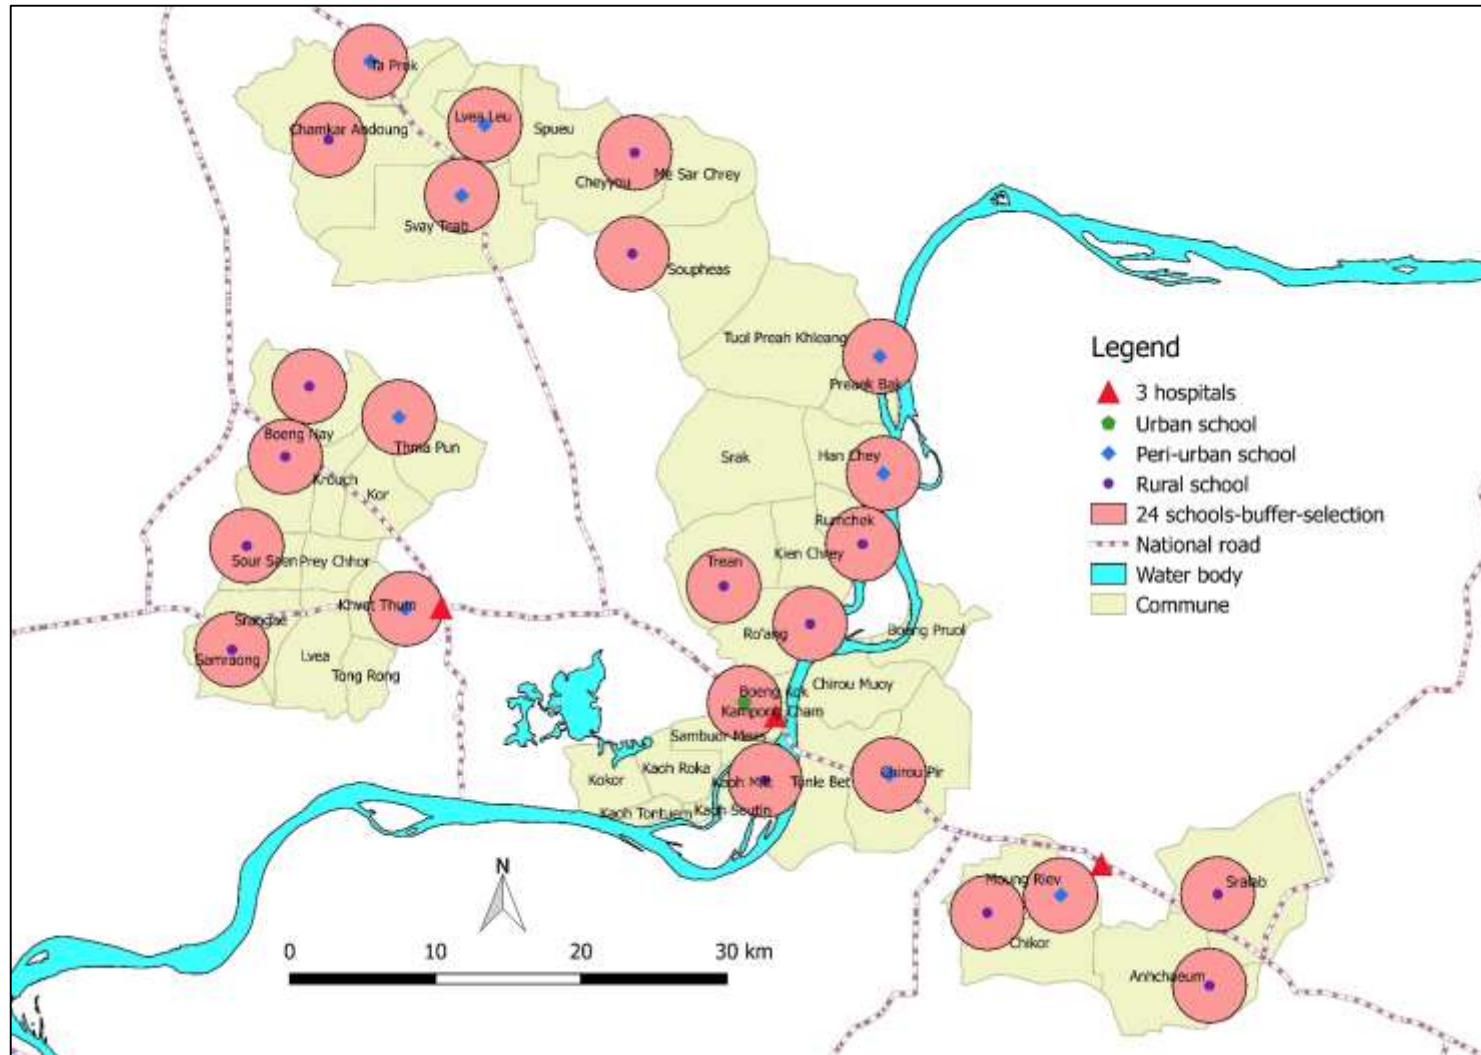 Ta Prok
Chamkar Andoung
Lvea Leu
Spueu
Cheyyou
Me Sar Chrey
Svay Teab
Soupheas
Tuol Preah Khleang
Preaek Bak
Boeng Nay
Thma Pun
Krouch
Kor
Srak
Han Chey
Rumchek
Kien Chrey
Trean
Sour Saen
Prey Chhor
Khvet Thum
Srangae
Samraong
Lvea
Tong Rong
Ro'ang
Boeng Pruol
Chirou Muoy
Boeng Kok
Kampong Cham
Sambuor Meas
Kaoh Roka
Kokor
Kaoh Mitt
Tonle Bet
Chirou Pir
Kaoh Tontuem
Kaoh Soutin
Moung Riev
Chikor
Sralab
Anhchaeum
Legend
3 hospitals
Urban school
Peri-urban school
Rural school
24 schools-buffer-selection
National road
Water body
Commune
N
0 10 20 30 km